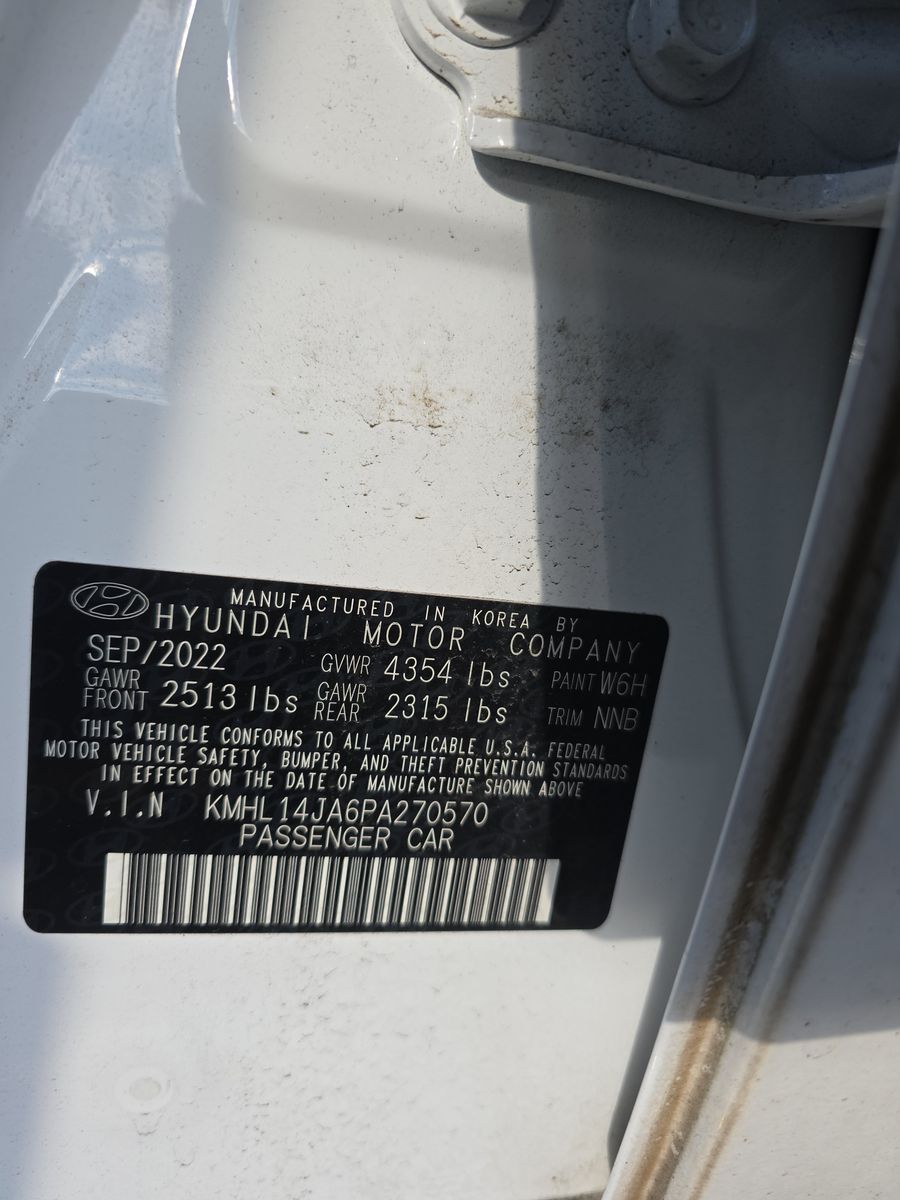 MANUFACTURED IN KOREA BY
HYUNDAI MOTOR COMPANY
SEP/2022 GVWR 4354 lbs PAINT W6H
GAWR FRONT 2513 lbs GAWR REAR 2315 lbs TRIM NNB
THIS VEHICLE CONFORMS TO ALL APPLICABLE U.S.A. FEDERAL
MOTOR VEHICLE SAFETY, BUMPER, AND THEFT PREVENTION STANDARDS
IN EFFECT ON THE DATE OF MANUFACTURE SHOWN ABOVE
V.I.N KMHL14JA6PA270570
PASSENGER CAR